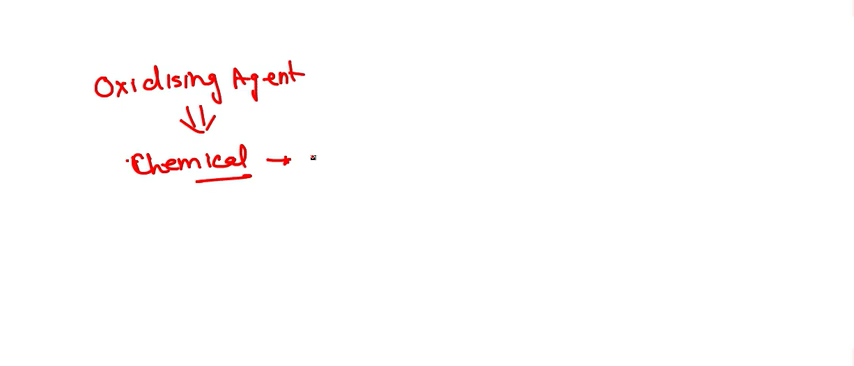 Oxidising Agent
⇓
Chemical →